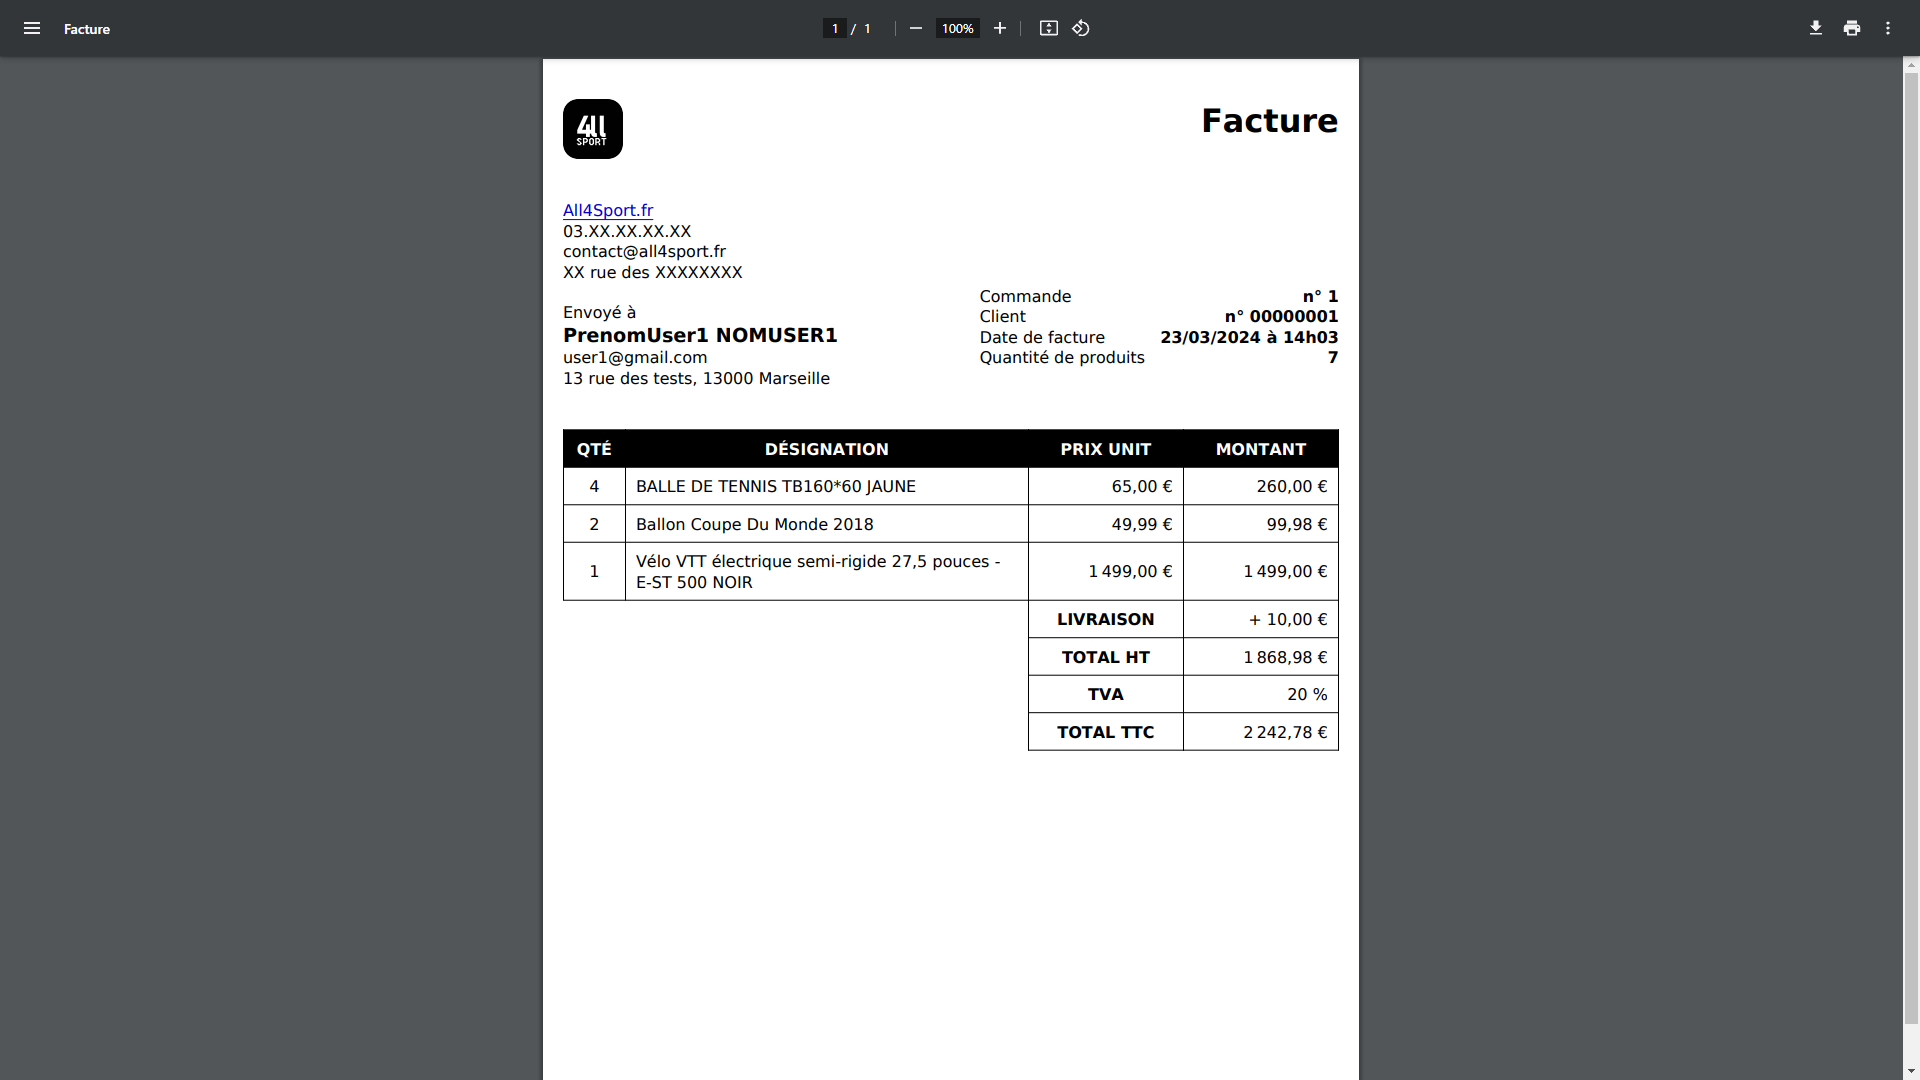 Facture
1 / 1
100%
4ll
SPORT
Facture
All4Sport.fr
03.XX.XX.XX.XX
contact@all4sport.fr
XX rue des XXXXXXXX
Envoyé à
PrenomUser1 NOMUSER1
user1@gmail.com
13 rue des tests, 13000 Marseille
Commande n° 1
Client n° 00000001
Date de facture 23/03/2024 à 14h03
Quantité de produits 7
QTÉ DÉSIGNATION PRIX UNIT MONTANT
4 BALLE DE TENNIS TB160*60 JAUNE 65,00 € 260,00 €
2 Ballon Coupe Du Monde 2018 49,99 € 99,98 €
1 Vélo VTT électrique semi-rigide 27,5 pouces - 1 499,00 € 1 499,00 €
E-ST 500 NOIR
LIVRAISON + 10,00 €
TOTAL HT 1 868,98 €
TVA 20 %
TOTAL TTC 2 242,78 €